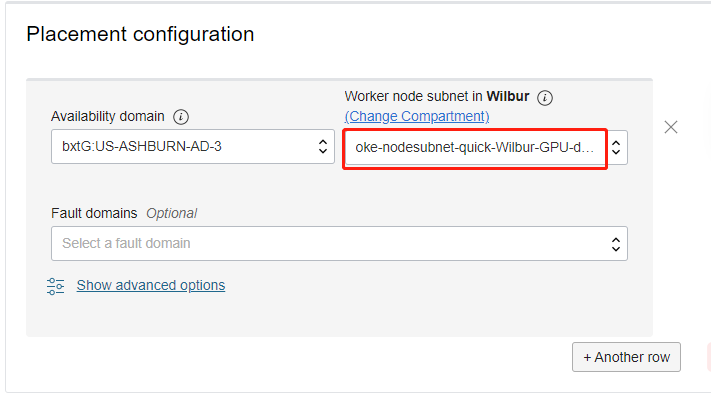 Placement configuration
Worker node subnet in Wilbur
Availability domain
(Change Compartment)
bxtG:US-ASHBURN-AD-3
oke-nodesubnet-quick-Wilbur-GPU-d...
Fault domains Optional
Select a fault domain
Show advanced options
+ Another row